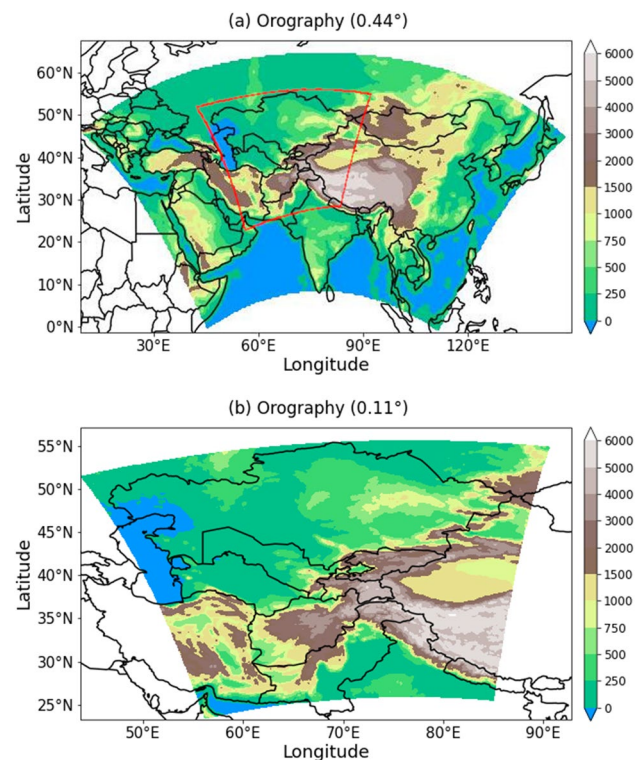 (a) Orography (0.44°)
60°N
50°N
40°N
30°N
20°N
10°N
0°N
Latitude
30°E
60°E
90°E
120°E
Longitude
6000
5000
4000
3000
2000
1500
1000
750
500
250
0
(b) Orography (0.11°)
55°N
50°N
45°N
40°N
35°N
30°N
25°N
Latitude
50°E
60°E
70°E
80°E
90°E
Longitude
6000
5000
4000
3000
2000
1500
1000
750
500
250
0